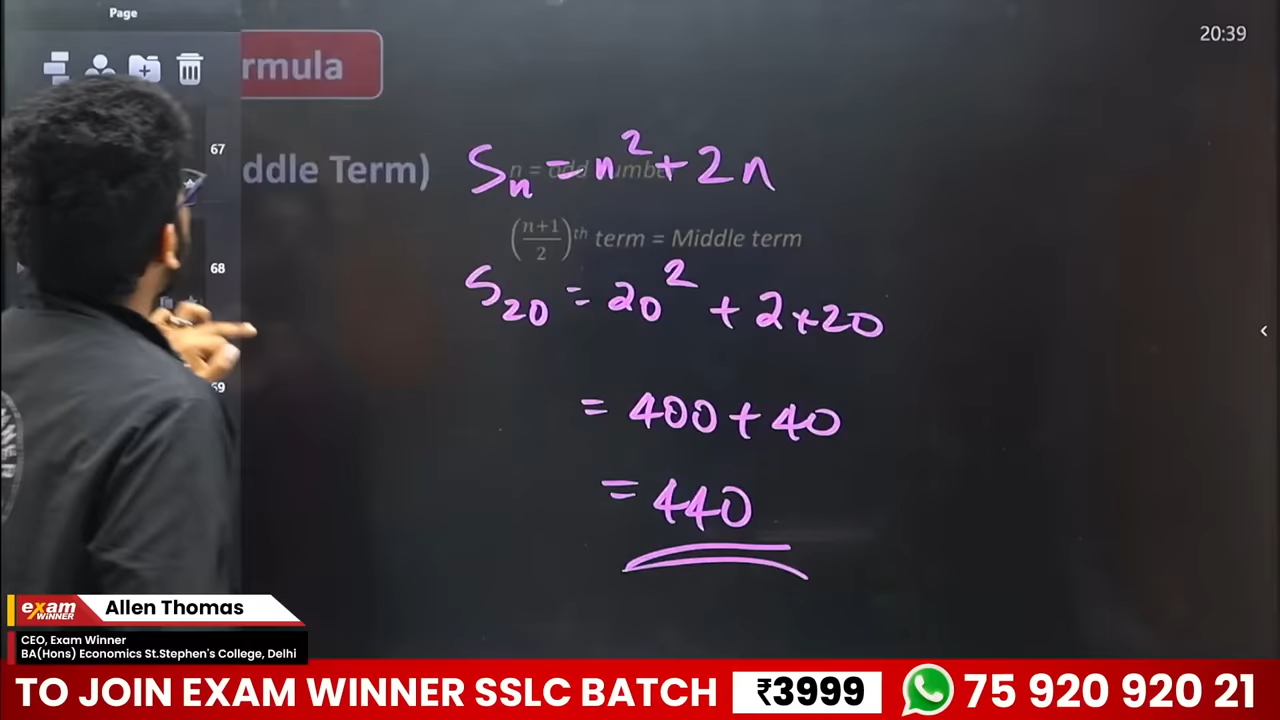 Page
20:39
rmula
67
ddle Term)
n = odd number
Sₙ = n² + 2n
(n+1/2)ᵗʰ term = Middle term
68
S₂₀ = 20² + 2×20
69
= 400 + 40
= 440
exam WINNER
Allen Thomas
CEO, Exam Winner
BA(Hons) Economics St.Stephen's College, Delhi
TO JOIN EXAM WINNER SSLC BATCH ₹3999 75 920 920 21